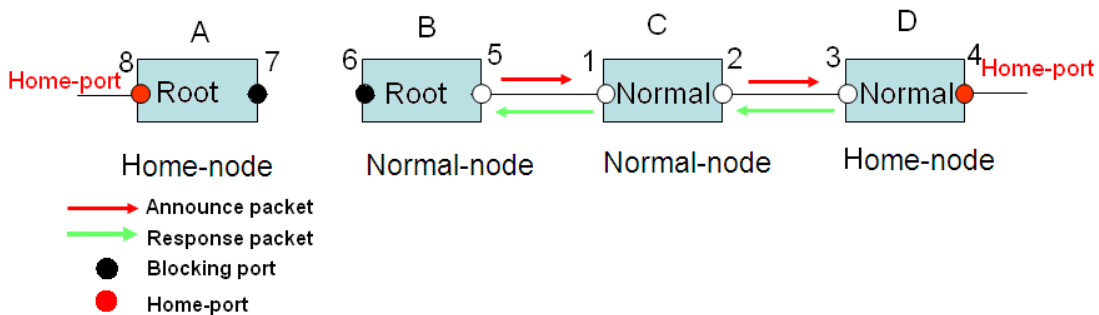 A B C D
8 7 6 5 1 2 3 4
Home-port Root Root Normal Normal Home-port
Home-node Normal-node Normal-node Home-node
Announce packet
Response packet
Blocking port
Home-port